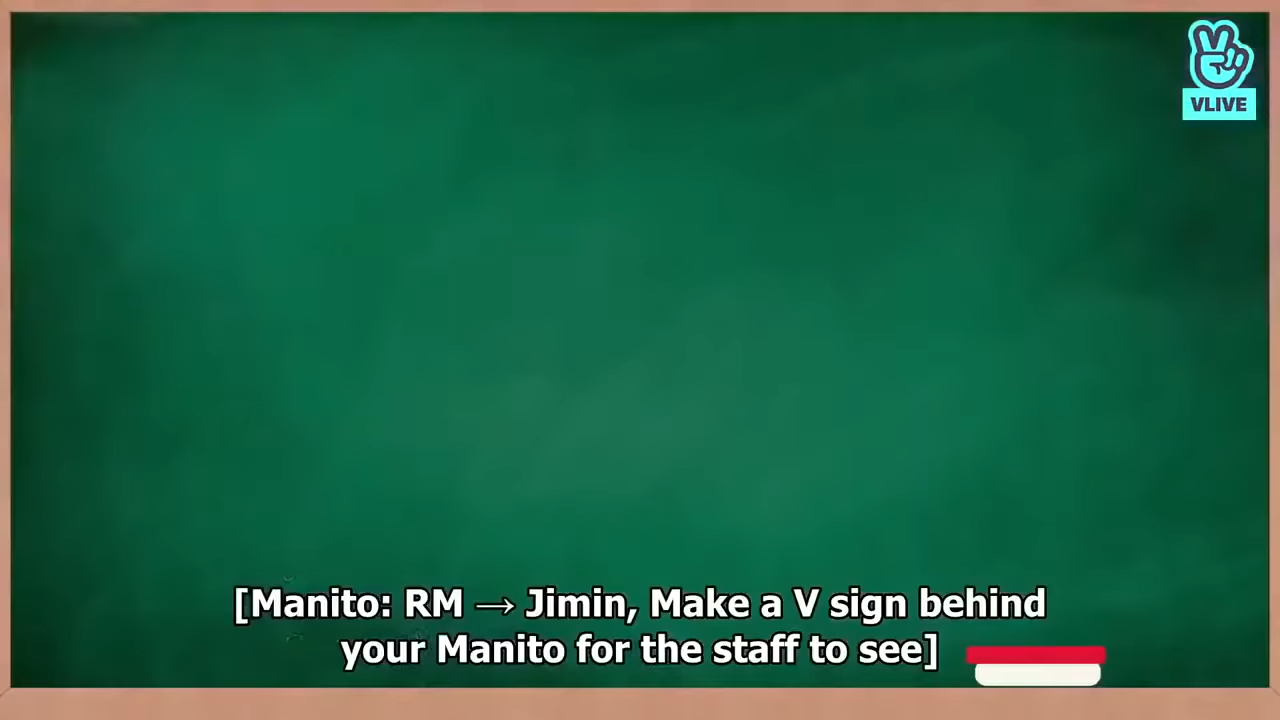 VLIVE
[Manito: RM → Jimin, Make a V sign behind
your Manito for the staff to see]